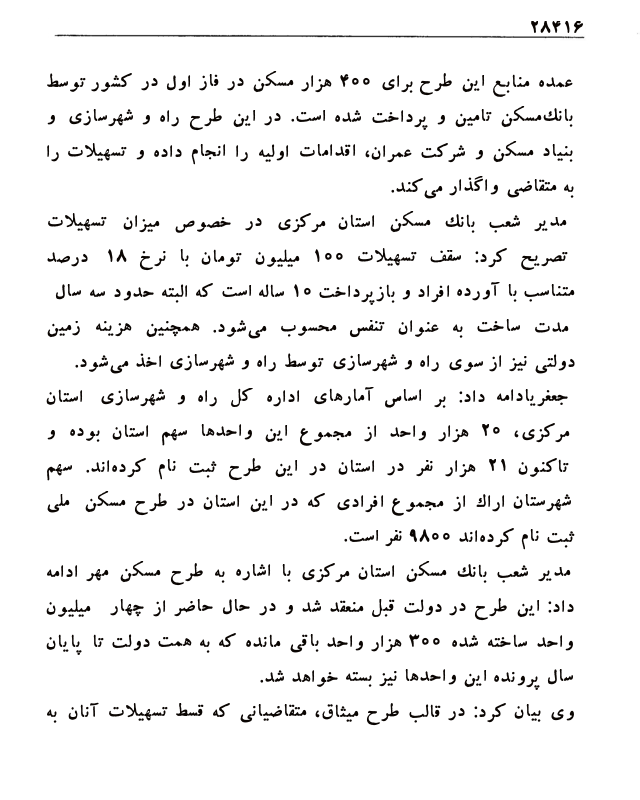 ۲۸۴۱۶
عمده منابع این طرح برای ۴۰۰ هزار مسکن در فاز اول در کشور توسط
بانك‌مسکن تامین و پرداخت شده است. در این طرح راه و شهرسازی و
بنیاد مسکن و شرکت عمران، اقدامات اولیه را انجام داده و تسهیلات را
به متقاضی واگذار می‌کند.
مدیر شعب بانك مسکن استان مرکزی در خصوص میزان تسهیلات
تصریح کرد: سقف تسهیلات ۱۰۰ میلیون تومان با نرخ ۱۸ درصد
متناسب با آورده افراد و بازپرداخت ۱۰ ساله است که البته حدود سه سال
مدت ساخت به عنوان تنفس محسوب می‌شود. همچنین هزینه زمین
دولتی نیز از سوی راه و شهرسازی توسط راه و شهرسازی اخذ می‌شود.
جعفریادامه داد: بر اساس آمارهای اداره کل راه و شهرسازی استان
مرکزی، ۲۰ هزار واحد از مجموع این واحدها سهم استان بوده و
تاکنون ۲۱ هزار نفر در استان در این طرح ثبت نام کرده‌اند. سهم
شهرستان اراك از مجموع افرادی که در این استان در طرح مسکن ملی
ثبت نام کرده‌اند ۹۸۰۰ نفر است.
مدیر شعب بانك مسکن استان مرکزی با اشاره به طرح مسکن مهر ادامه
داد: این طرح در دولت قبل منعقد شد و در حال حاضر از چهار میلیون
واحد ساخته شده ۳۰۰ هزار واحد باقی مانده که به همت دولت تا پایان
سال پرونده این واحدها نیز بسته خواهد شد.
وی بیان کرد: در قالب طرح میثاق، متقاضیانی که قسط تسهیلات آنان به